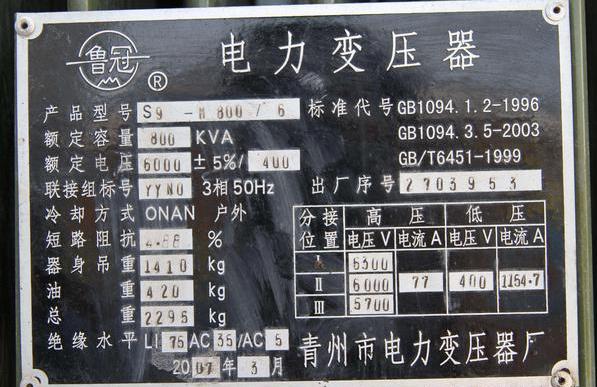 鲁冠 ®
电力变压器
产品型号 S9 -M 800 / 6 标准代号 GB1094.1.2-1996
额定容量 800 KVA GB1094.3.5-2003
额定电压 6000 ±5%/ 400 GB/T6451-1999
联接组标号 YYN0 3相50Hz 出厂序号 2703953
冷却方式 ONAN 户外
短路阻抗 4.88 %
器身吊重 1410 kg
油重 420 kg
总重 2295 kg
绝缘水平 LI 75 AC 35 /AC 5
2007年3月
分接位置 高压 低压
电压V 电流A 电压V 电流A
I 6300
II 6000 77 400 1154.7
III 5700
青州市电力变压器厂